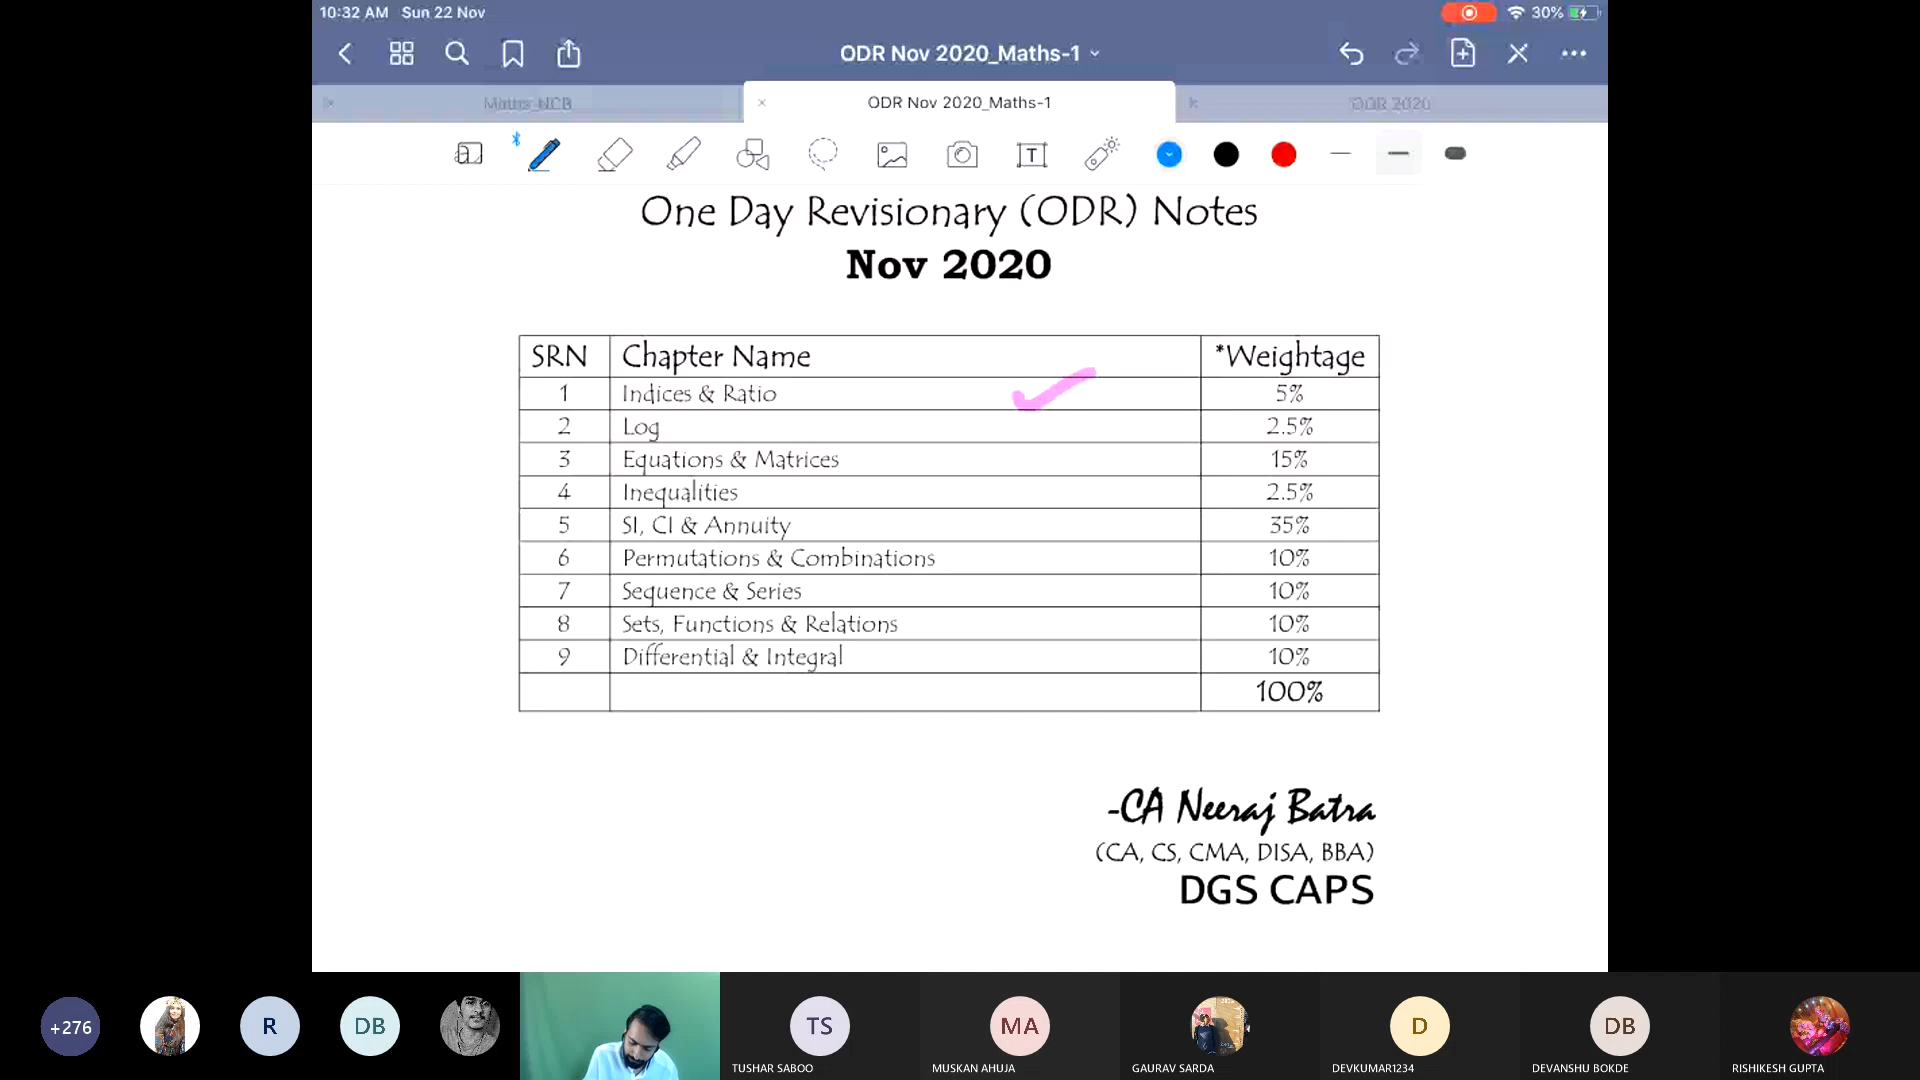 10:32 AM Sun 22 Nov
30%
ODR Nov 2020_Maths-1
Maths_NCB
ODR Nov 2020_Maths-1
ODR 2020
a
T
One Day Revisionary (ODR) Notes
Nov 2020
SRN Chapter Name *Weightage
1 Indices & Ratio 5%
2 Log 2.5%
3 Equations & Matrices 15%
4 Inequalities 2.5%
5 SI, CI & Annuity 35%
6 Permutations & Combinations 10%
7 Sequence & Series 10%
8 Sets, Functions & Relations 10%
9 Differential & Integral 10%
100%
-CA Neeraj Batra
(CA, CS, CMA, DISA, BBA)
DGS CAPS
+276 R DB TS MA D DB
TUSHAR SABOO MUSKAN AHUJA GAURAV SARDA DEVKUMAR1234 DEVANSHU BOKDE RISHIKESH GUPTA